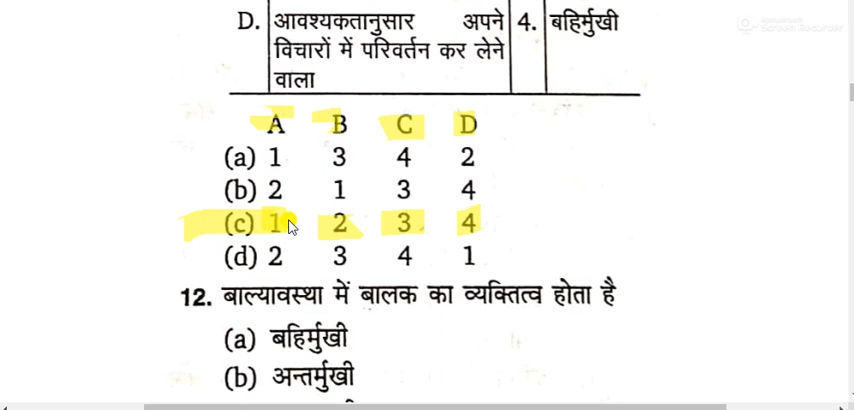 D. आवश्यकतानुसार अपने 4. बहिर्मुखी
विचारों में परिवर्तन कर लेने
वाला
A B C D
(a) 1 3 4 2
(b) 2 1 3 4
(c) 1 2 3 4
(d) 2 3 4 1
12. बाल्यावस्था में बालक का व्यक्तित्व होता है
(a) बहिर्मुखी
(b) अन्तर्मुखी